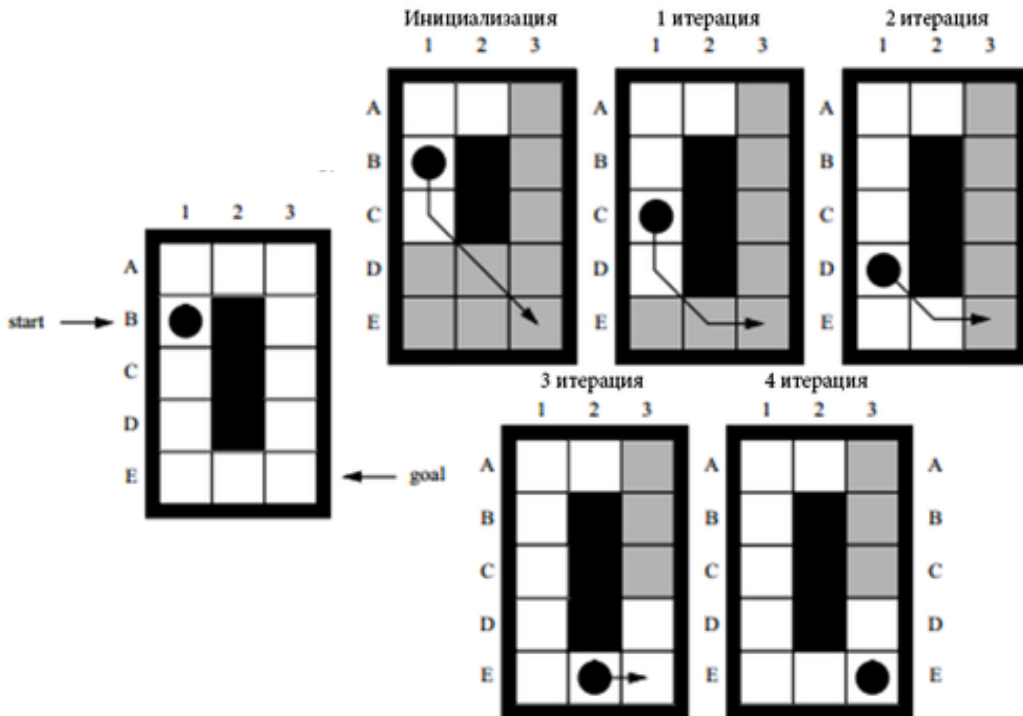 Инициализация 1 итерация 2 итерация
1 2 3 1 2 3 1 2 3
A A A
B B B
C C C
D D D
E E E
1 2 3
A
start B
C
D
E goal
3 итерация 4 итерация
1 2 3 1 2 3
A A A
B B B
C C C
D D D
E E E